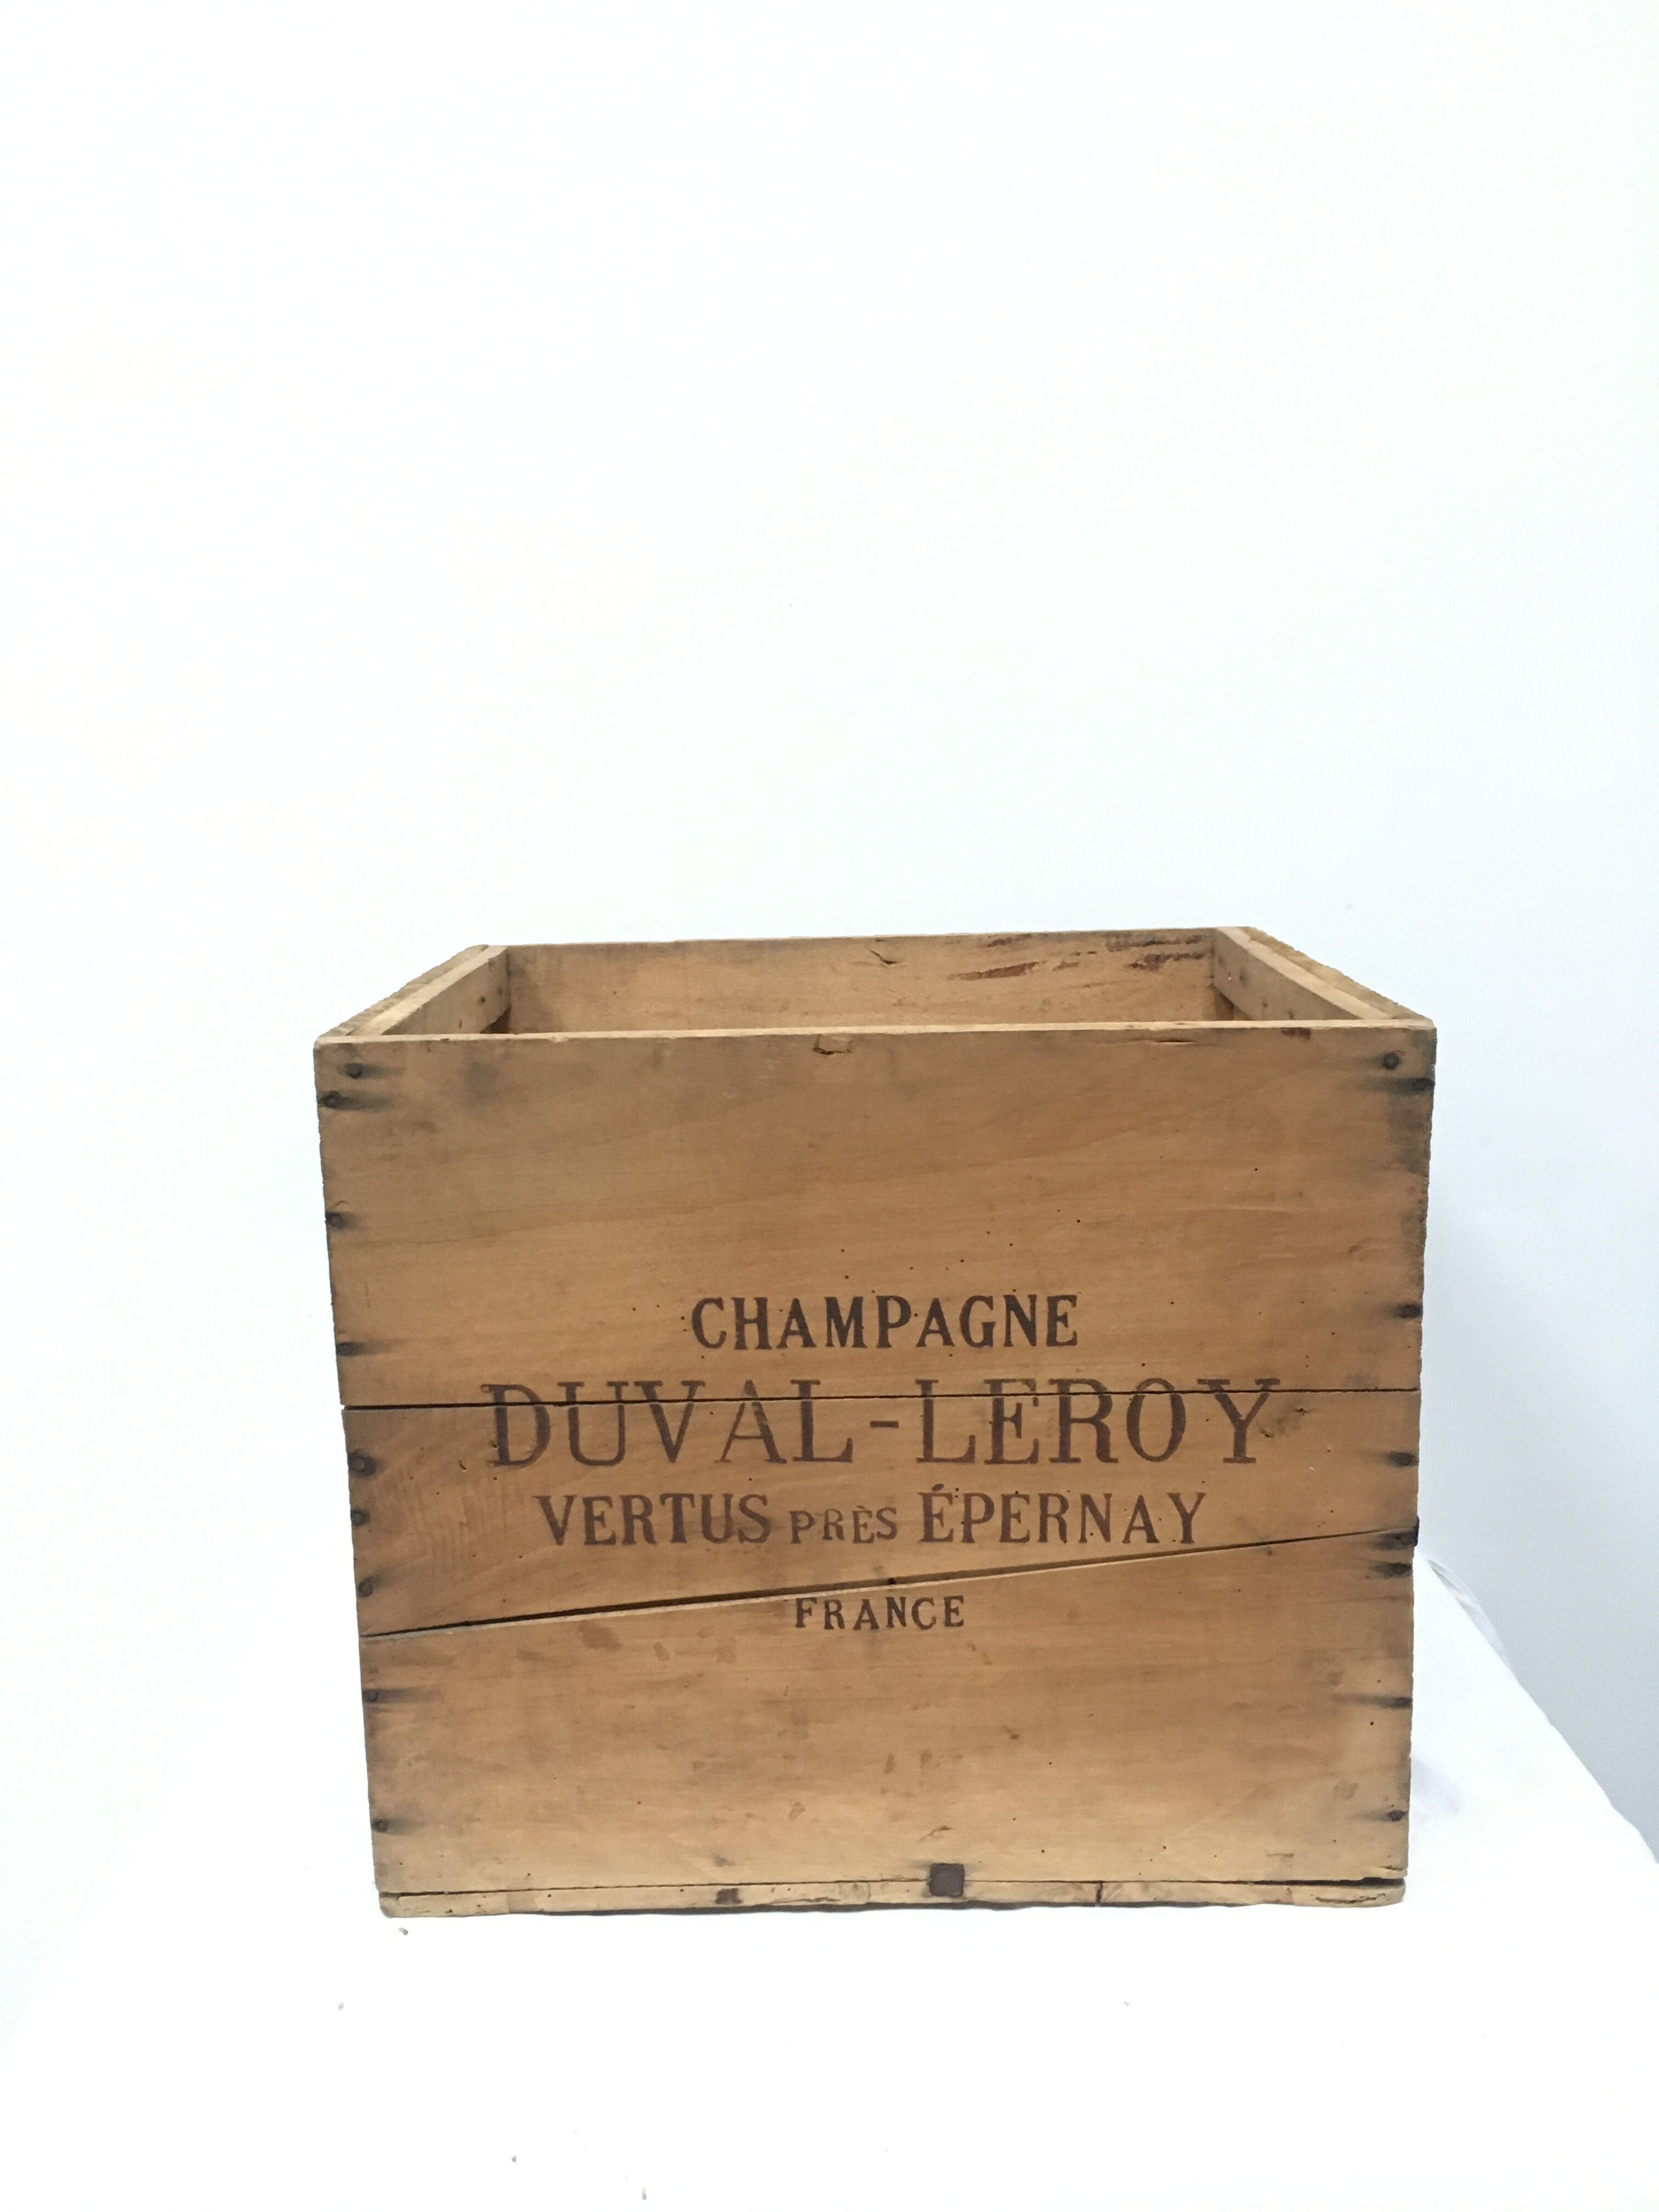 CHAMPAGNE
DUVAL-LEROY
VERTUS PRÈS ÉPERNAY
FRANCE